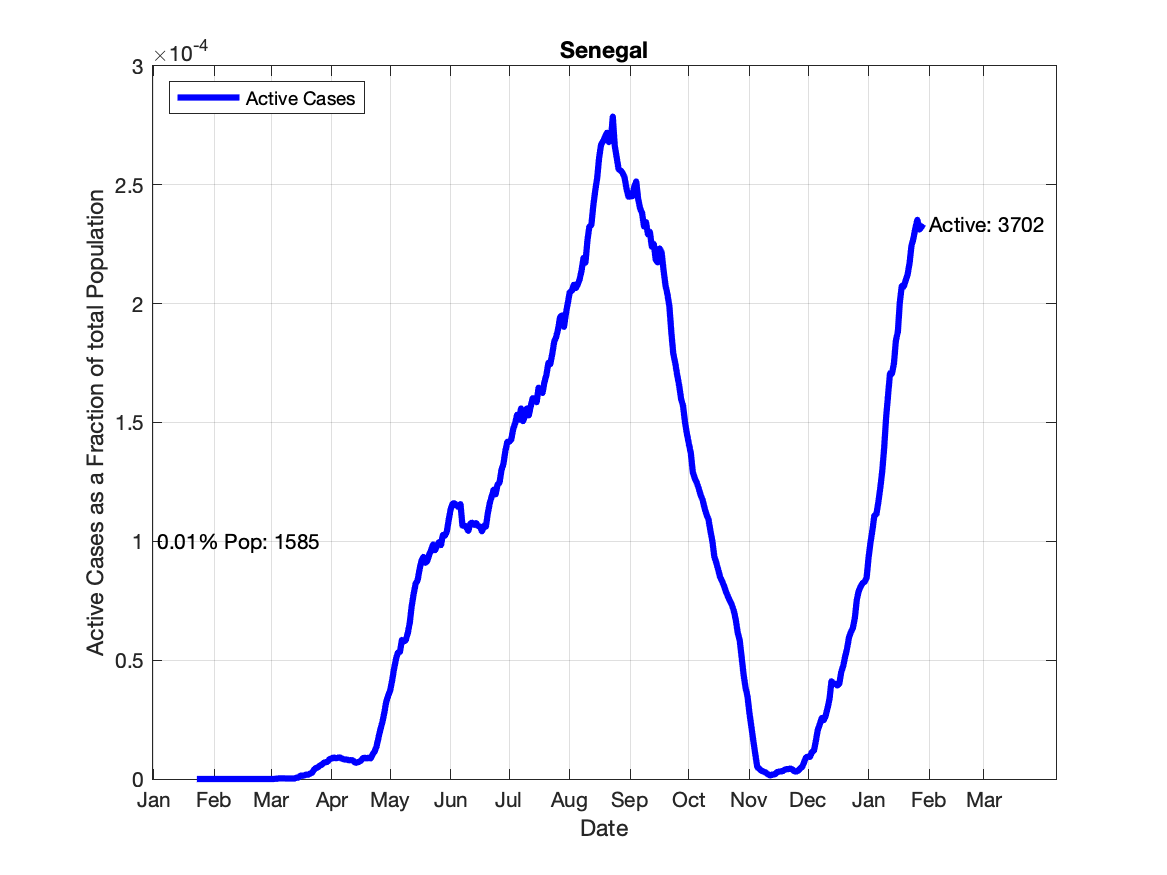 Senegal
×10^-4
Active Cases
3
2.5
2
1.5
1
0.5
0
Active Cases as a Fraction of total Population
0.01% Pop: 1585
Active: 3702
Jan Feb Mar Apr May Jun Jul Aug Sep Oct Nov Dec Jan Feb Mar
Date